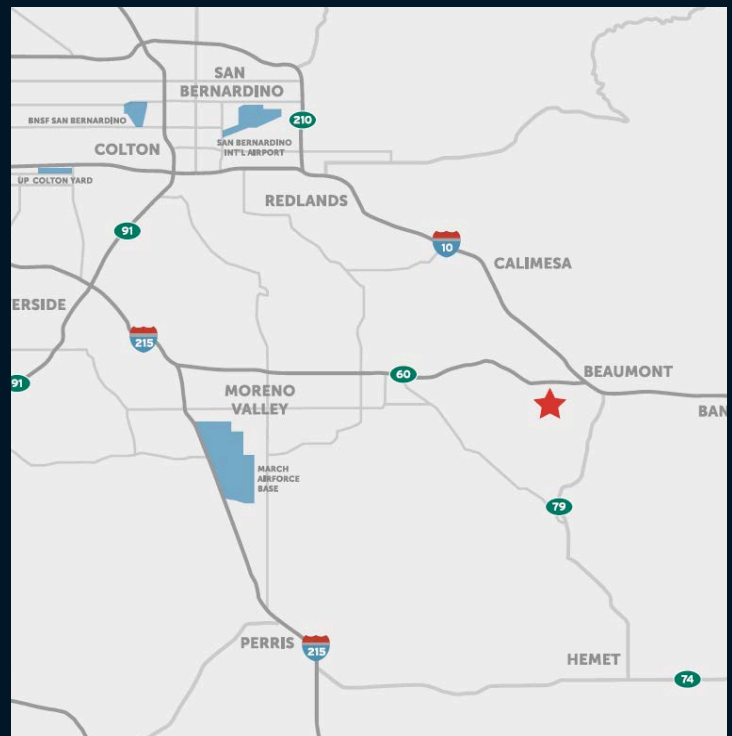 SAN
BERNARDINO
BNSF SAN BERNARDINO
210
SAN BERNARDINO
INT'L AIRPORT
COLTON
UP COLTON YARD
REDLANDS
91
10
CALIMESA
ERSIDE
215
60
BEAUMONT
91
MORENO
VALLEY
BAN
MARCH
AIRFORCE
BASE
79
PERRIS
215
HEMET
74